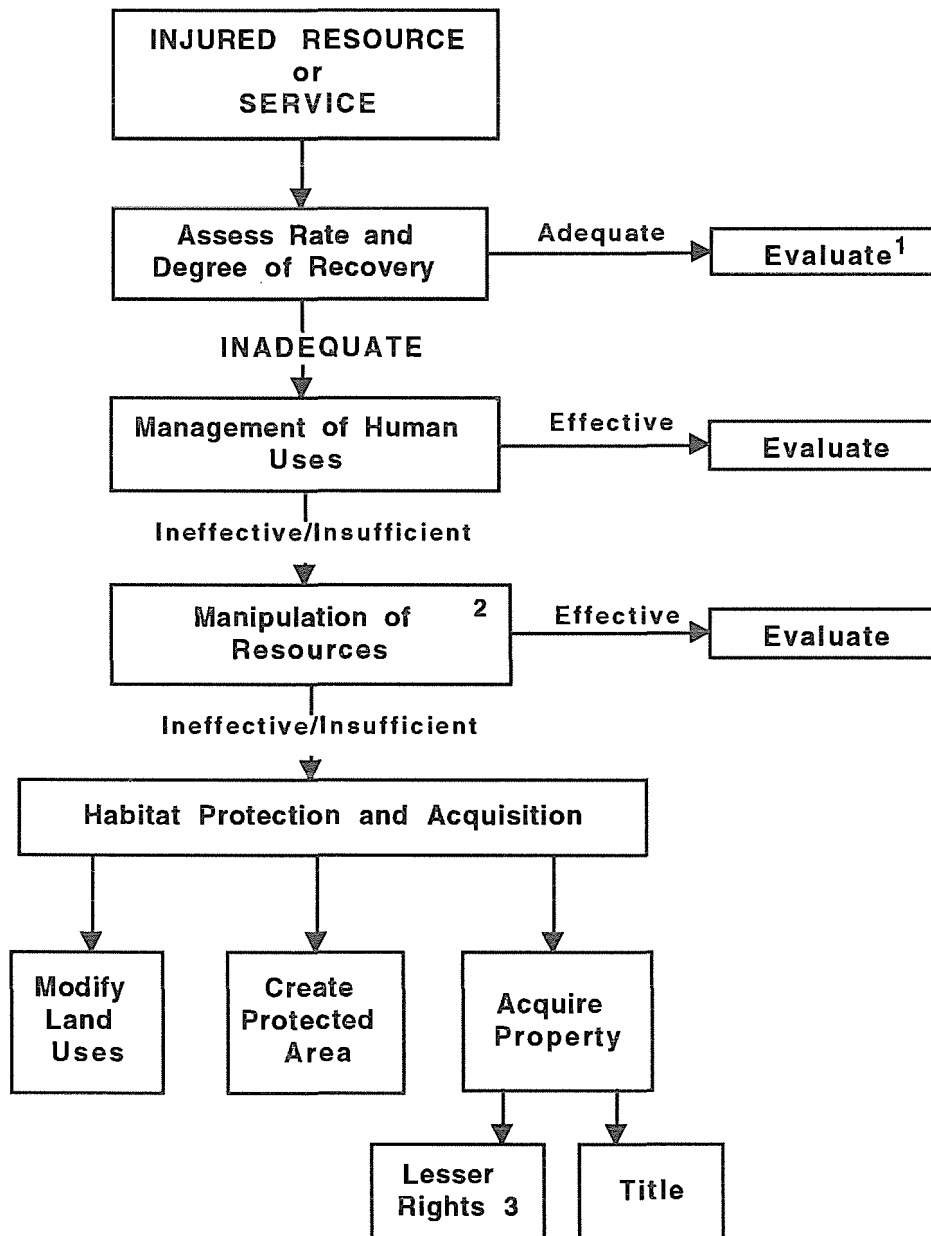 INJURED RESOURCE
or
SERVICE
Assess Rate and
Degree of Recovery
Adequate
Evaluate¹
INADEQUATE
Management of Human
Uses
Effective
Evaluate
Ineffective/Insufficient
Manipulation of ²
Resources
Effective
Evaluate
Ineffective/Insufficient
Habitat Protection and Acquisition
Modify
Land
Uses
Create
Protected
Area
Acquire
Property
Lesser
Rights 3
Title